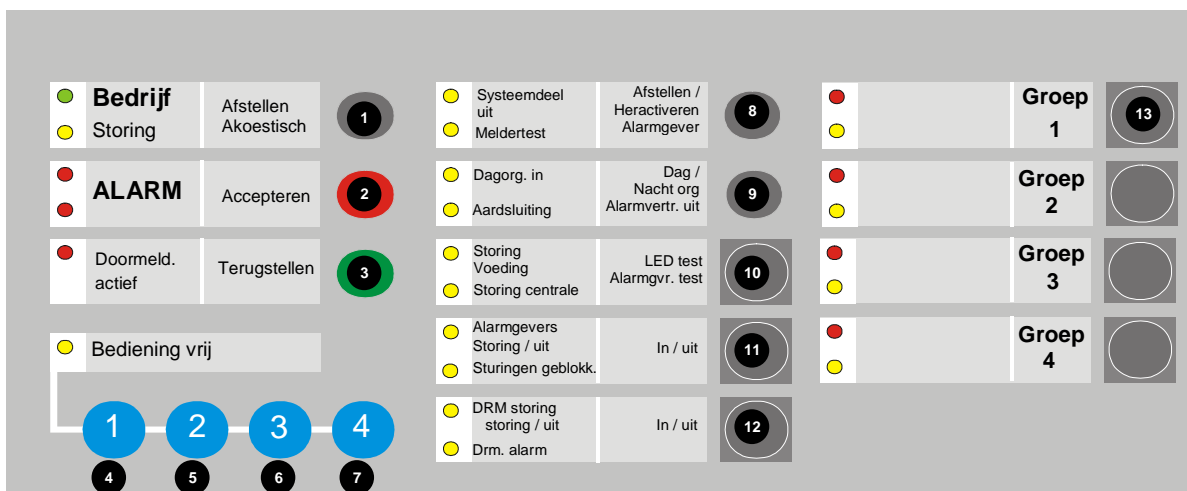 Bedrijf
Storing
Afstellen
Akoestisch
1
ALARM
Accepteren
2
Doormeld.
actief
Terugstellen
3
Bediening vrij
1 2 3 4
4 5 6 7
Systeemdeel
uit
Meldertest
Afstellen /
Heractiveren
Alarmgever
8
Dagorg. in
Aardsluiting
Dag /
Nacht org
Alarmvertr. uit
9
Storing
Voeding
Storing centrale
LED test
Alarmgvr. test
10
Alarmgevers
Storing / uit
Sturingen geblokk.
In / uit
11
DRM storing
storing / uit
Drm. alarm
In / uit
12
Groep
1
13
Groep
2
Groep
3
Groep
4